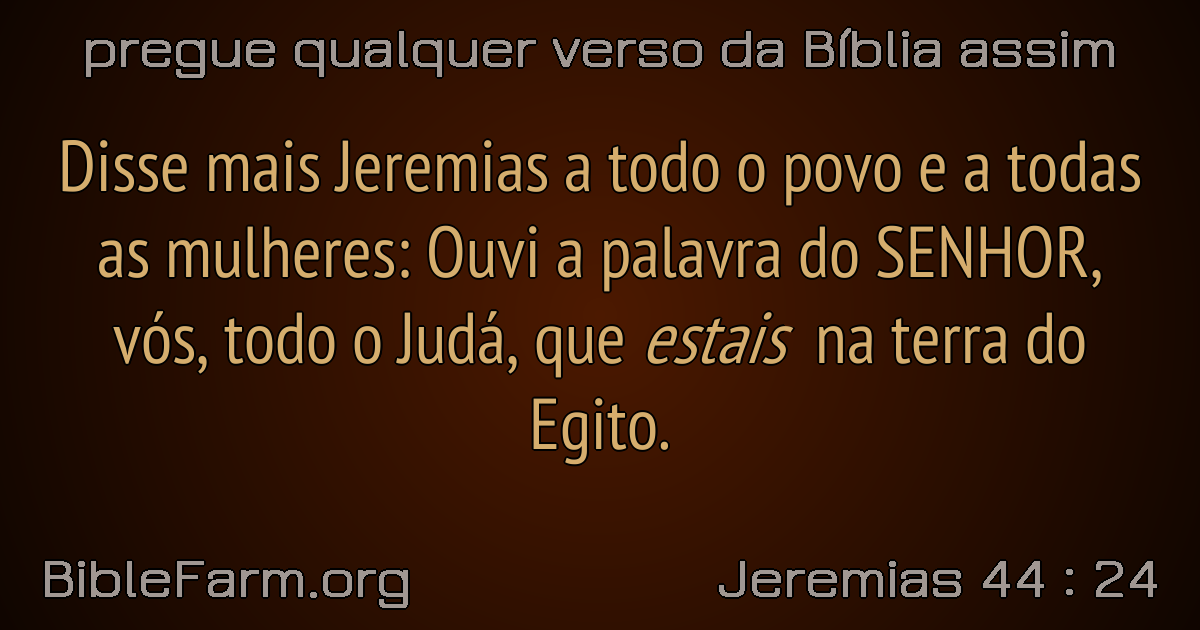 pregue qualquer verso da Bíblia assim
Disse mais Jeremias a todo o povo e a todas
as mulheres: Ouvi a palavra do SENHOR,
vós, todo o Judá, que estais na terra do
Egito.
BibleFarm.org
Jeremias 44 : 24